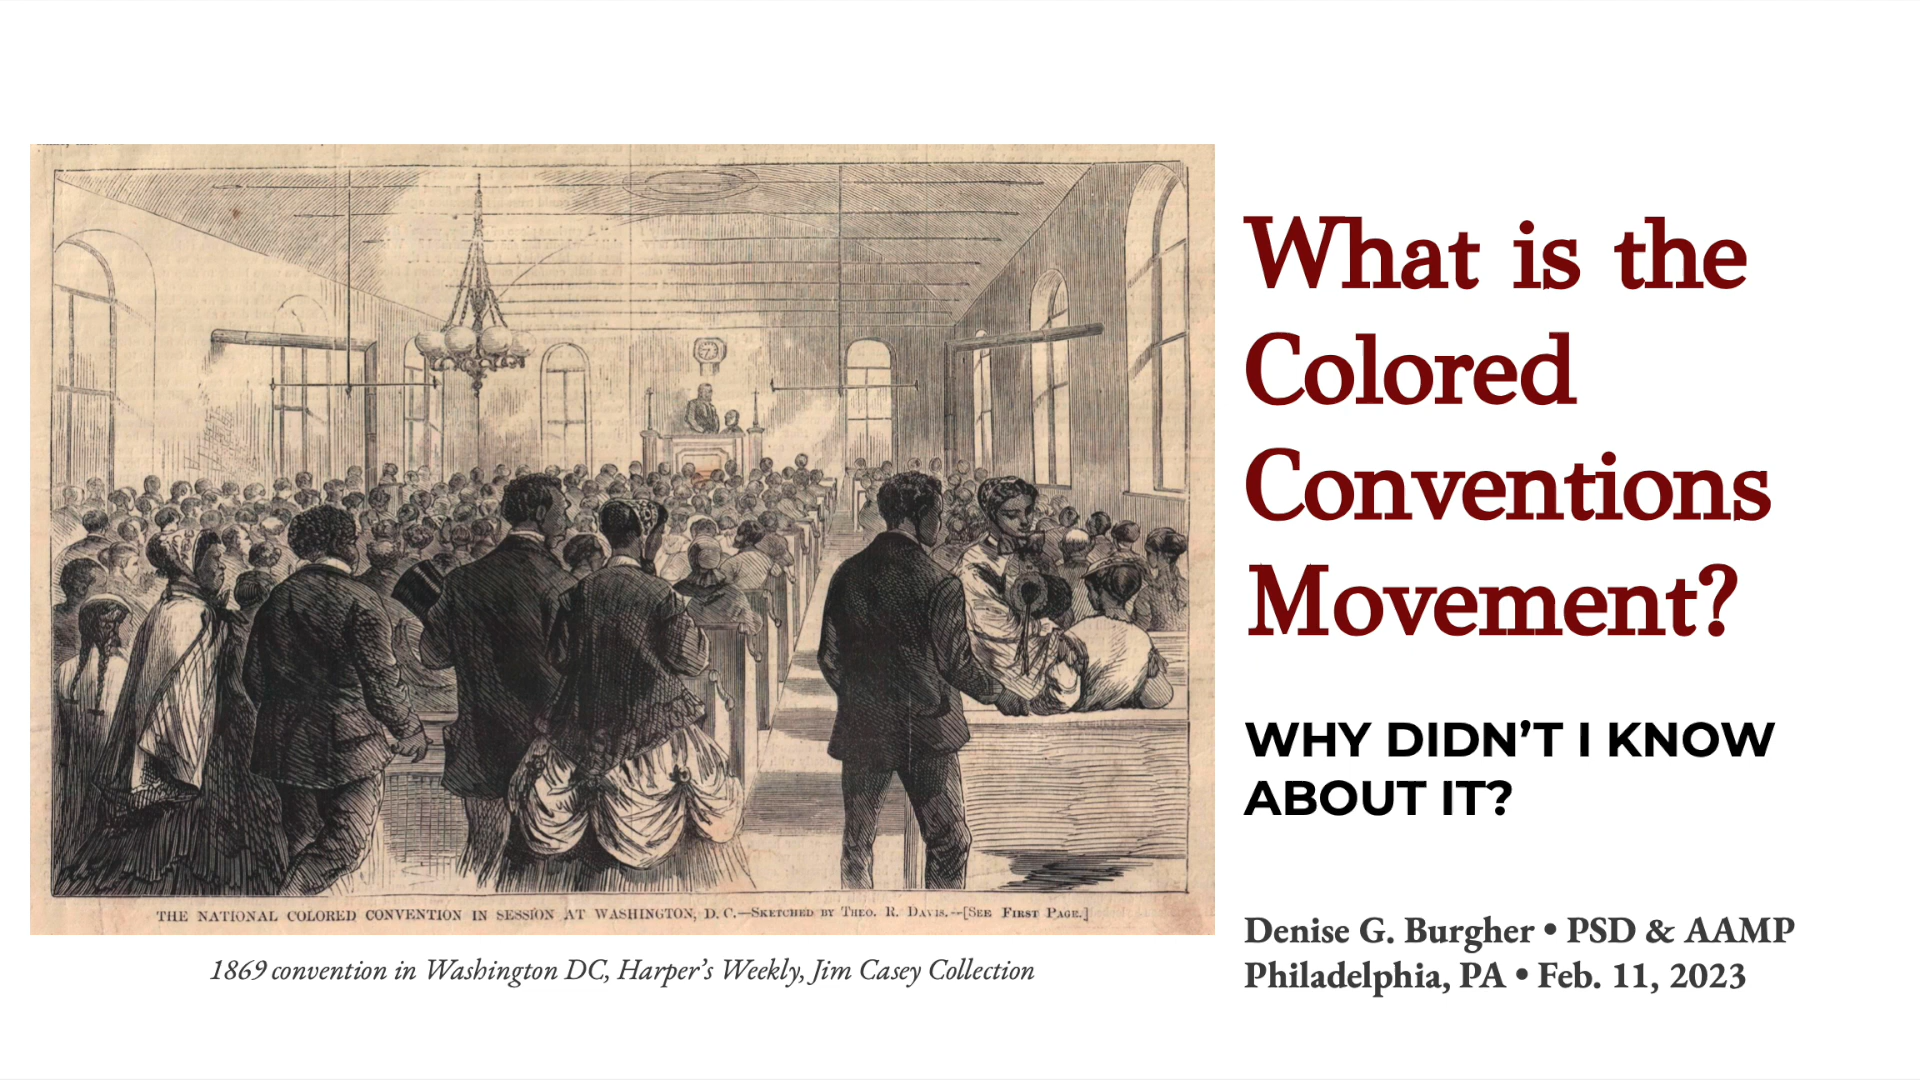 What is the
Colored
Conventions
Movement?
WHY DIDN’T I KNOW
ABOUT IT?
Denise G. Burgher • PSD & AAMP
Philadelphia, PA • Feb. 11, 2023
THE NATIONAL COLORED CONVENTION IN SESSION AT WASHINGTON, D. C.—Sketched by Theo. R. Davis.—[See First Page.]
1869 convention in Washington DC, Harper’s Weekly, Jim Casey Collection